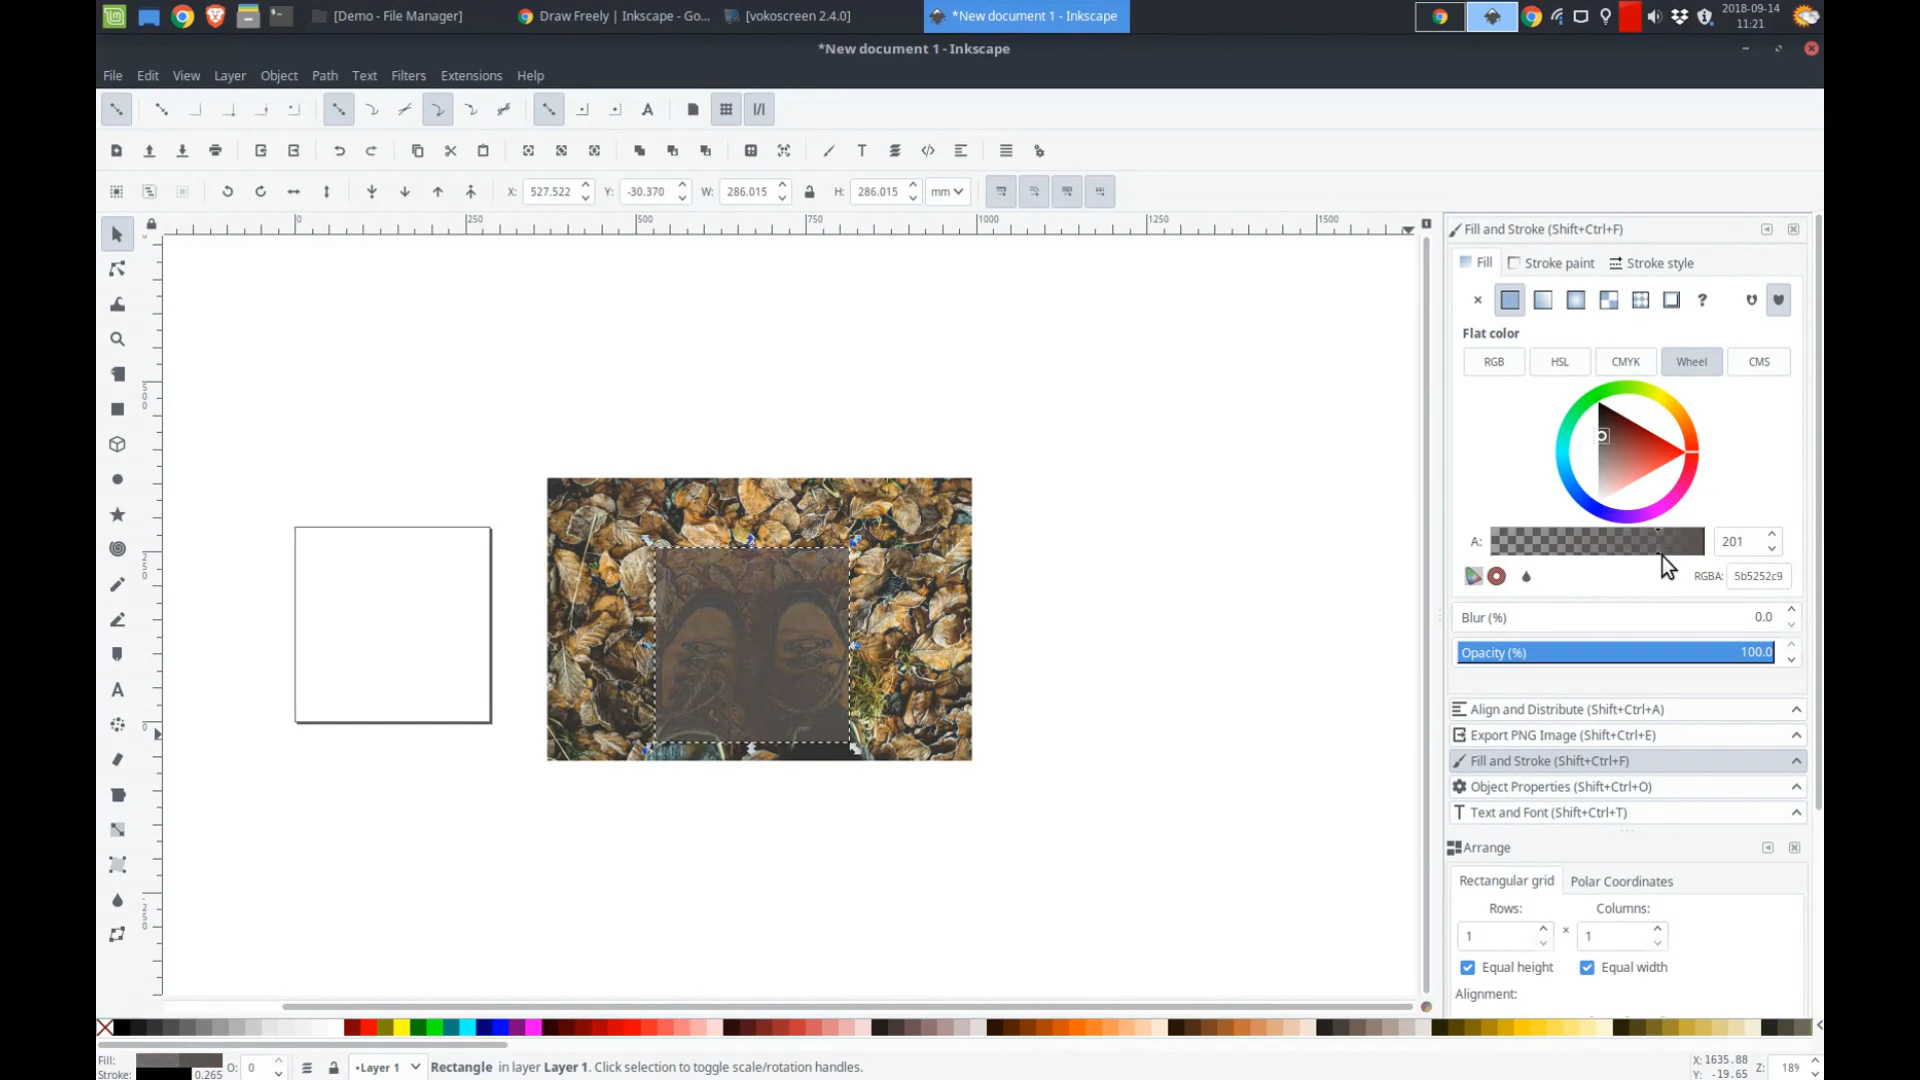 [Demo - File Manager]
Draw Freely | Inkscape - Go...
[vokoscreen 2.4.0]
*New document 1 - Inkscape
2018-09-14
11:21
*New document 1 - Inkscape
File Edit View Layer Object Path Text Filters Extensions Help
X: 527.522 Y: -30.370 W: 286.015 H: 286.015 mm
0 250 500 750 1000 1250 1500
Fill and Stroke (Shift+Ctrl+F)
Fill Stroke paint Stroke style
Flat color
RGB HSL CMYK Wheel CMS
A: 201
RGBA: 5b5252c9
Blur (%) 0.0
Opacity (%) 100.0
Align and Distribute (Shift+Ctrl+A)
Export PNG Image (Shift+Ctrl+E)
Fill and Stroke (Shift+Ctrl+F)
Object Properties (Shift+Ctrl+O)
Text and Font (Shift+Ctrl+T)
Arrange
Rectangular grid Polar Coordinates
Rows: Columns:
1 × 1
Equal height Equal width
Alignment:
Fill:
Stroke: 0.265
O: 0
•Layer 1
Rectangle in layer Layer 1. Click selection to toggle scale/rotation handles.
X: 1635.88
Y: -19.65
Z: 18%